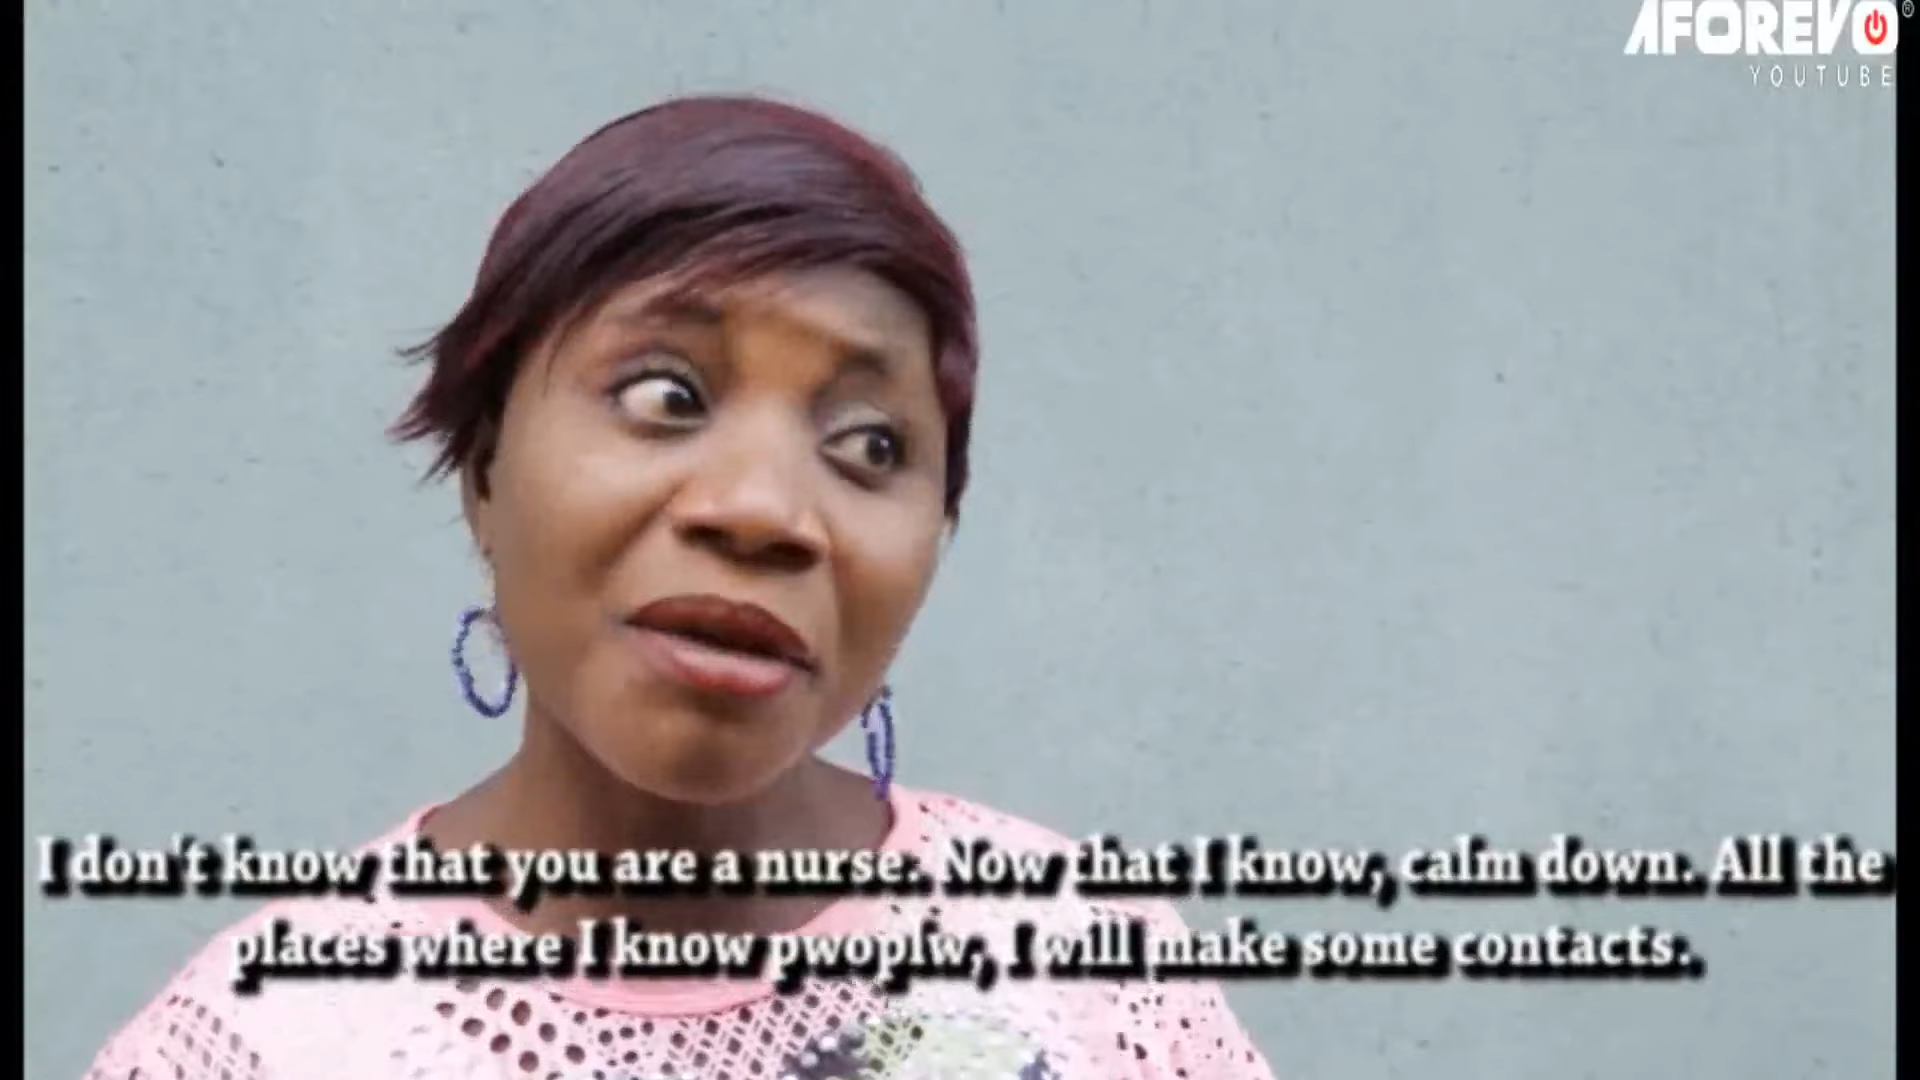 AFOREVO®
YOUTUBE
I don't know that you are a nurse. Now that I know, calm down. All the
places where I know pwoplw, I will make some contacts.